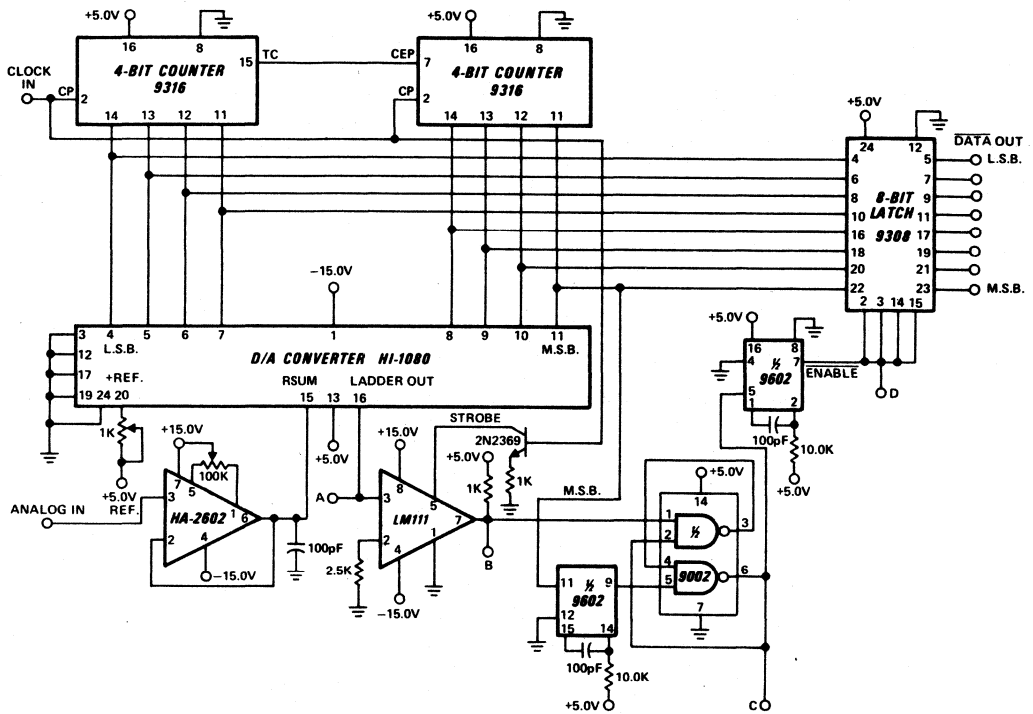 +5.0V
16
8
15
TC
4-BIT COUNTER
9316
CLOCK
IN
CP
2
14
13
12
11
+5.0V
16
8
CEP
7
4-BIT COUNTER
9316
CP
2
14
13
12
11
+5.0V
24
12
DATA OUT
4
5
L.S.B.
6
7
8
9
10
11
16
17
18
19
20
21
22
23
M.S.B.
8-BIT
LATCH
9308
2
3
14
15
−15.0V
3
4
5
6
7
1
8
9
10
11
L.S.B.
M.S.B.
12
17
19
24
20
+REF.
D/A CONVERTER HI-1080
RSUM
LADDER OUT
15
13
16
+5.0V
1K
+5.0V
REF.
+15.0V
7
5
100K
1
ANALOG IN
3
2
HA-2602
6
4
−15.0V
100pF
A
+15.0V
8
3
5
LM111
7
2
4
1
2.5K
−15.0V
STROBE
2N2369
+5.0V
1K
1K
B
M.S.B.
+5.0V
16
8
4
7
5
½
9602
1
2
ENABLE
D
100pF
10.0K
+5.0V
11
½
9602
9
12
15
14
100pF
10.0K
+5.0V
+5.0V
14
1
2
½
3
4
5
9002
6
7
C